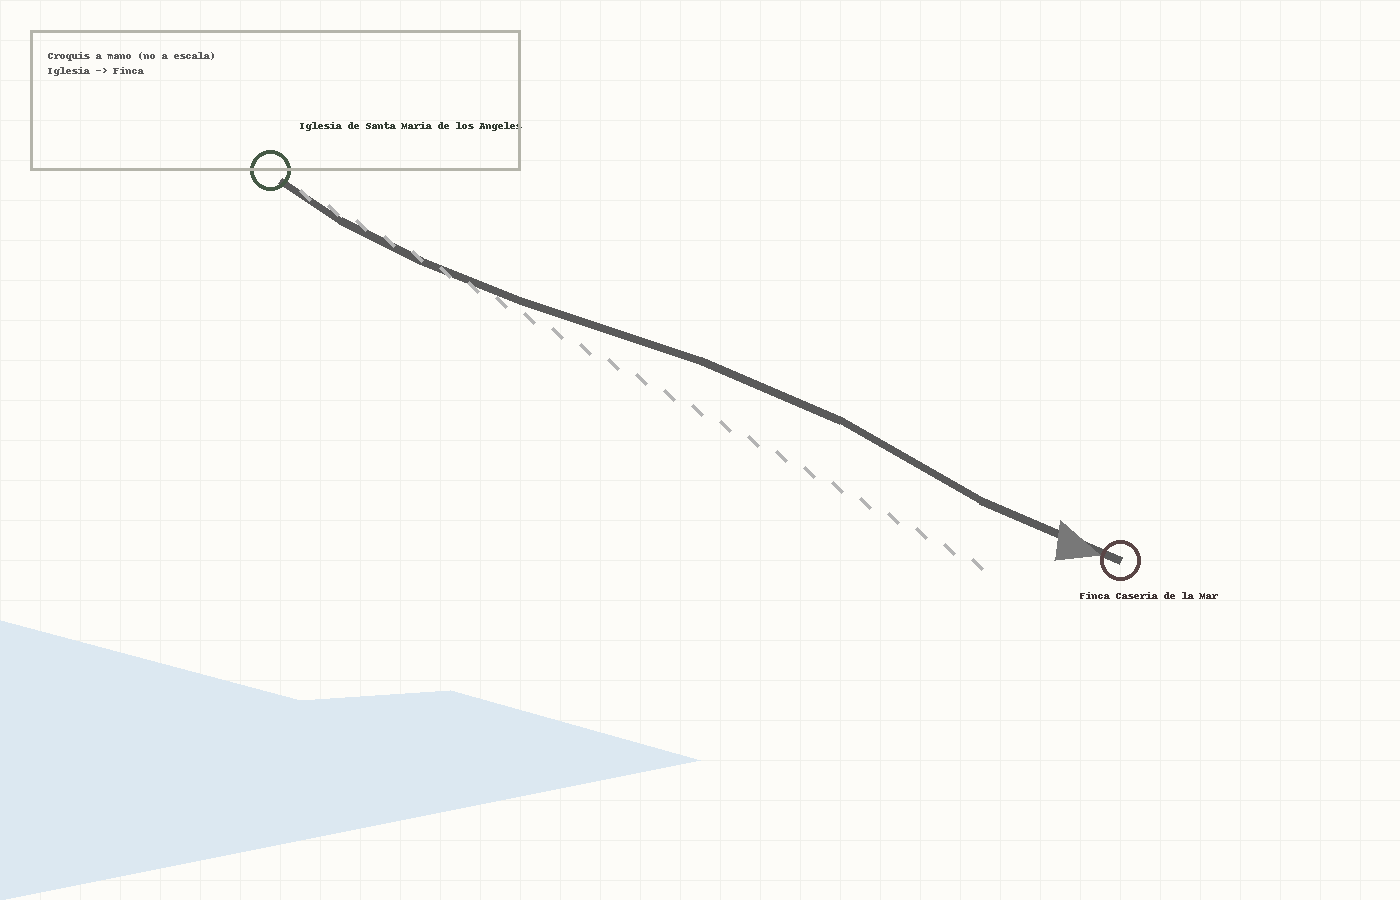 Croquis a mano (no a escala)
Iglesia -> Finca
Iglesia de Santa Maria de los Angeles
Finca Caseria de la Mar